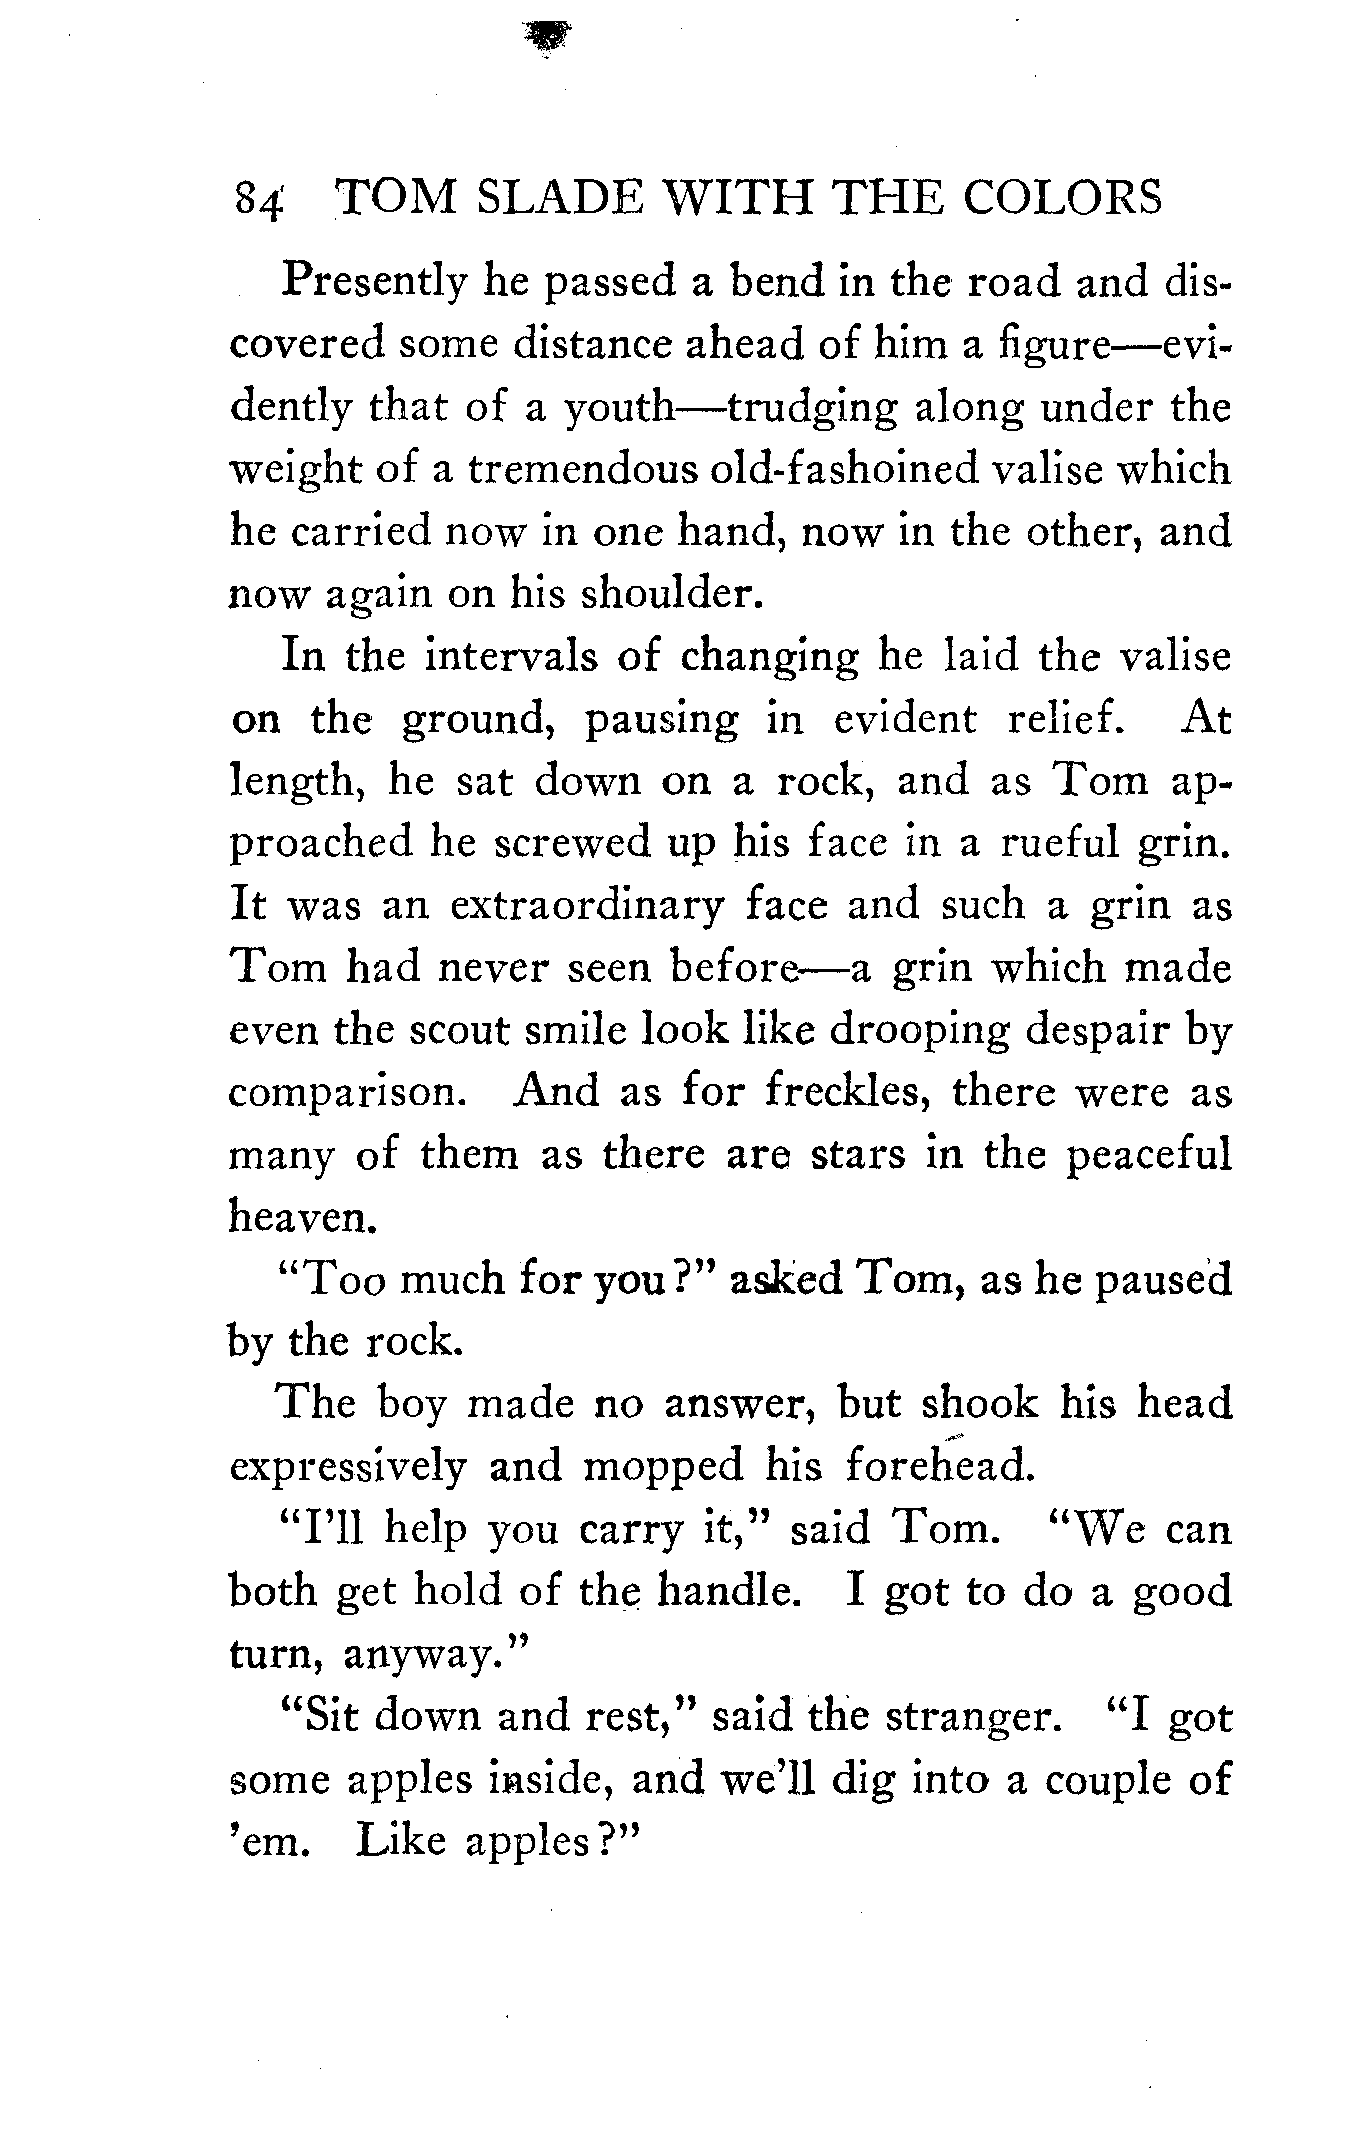 84 TOM SLADE WITH THE COLORS
Presently he passed a bend in the road and dis-
covered some distance ahead of him a figure—evi-
dently that of a youth—trudging along under the
weight of a tremendous old-fashoined valise which
he carried now in one hand, now in the other, and
now again on his shoulder.
In the intervals of changing he laid the valise
on the ground, pausing in evident relief. At
length, he sat down on a rock, and as Tom ap-
proached he screwed up his face in a rueful grin.
It was an extraordinary face and such a grin as
Tom had never seen before—a grin which made
even the scout smile look like drooping despair by
comparison. And as for freckles, there were as
many of them as there are stars in the peaceful
heaven.
“Too much for you?” asked Tom, as he paused
by the rock.
The boy made no answer, but shook his head
expressively and mopped his forehead.
“I’ll help you carry it,” said Tom. “We can
both get hold of the handle. I got to do a good
turn, anyway.”
“Sit down and rest,” said the stranger. “I got
some apples inside, and we’ll dig into a couple of
’em. Like apples?”